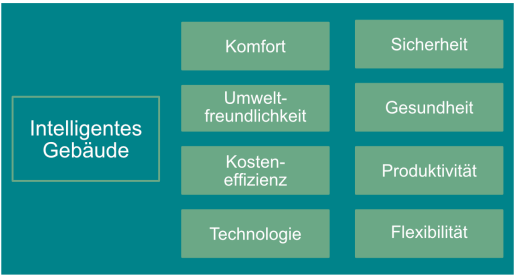 Intelligentes
Gebäude
Komfort
Umwelt-
freundlichkeit
Kosten-
effizienz
Technologie
Sicherheit
Gesundheit
Produktivität
Flexibilität